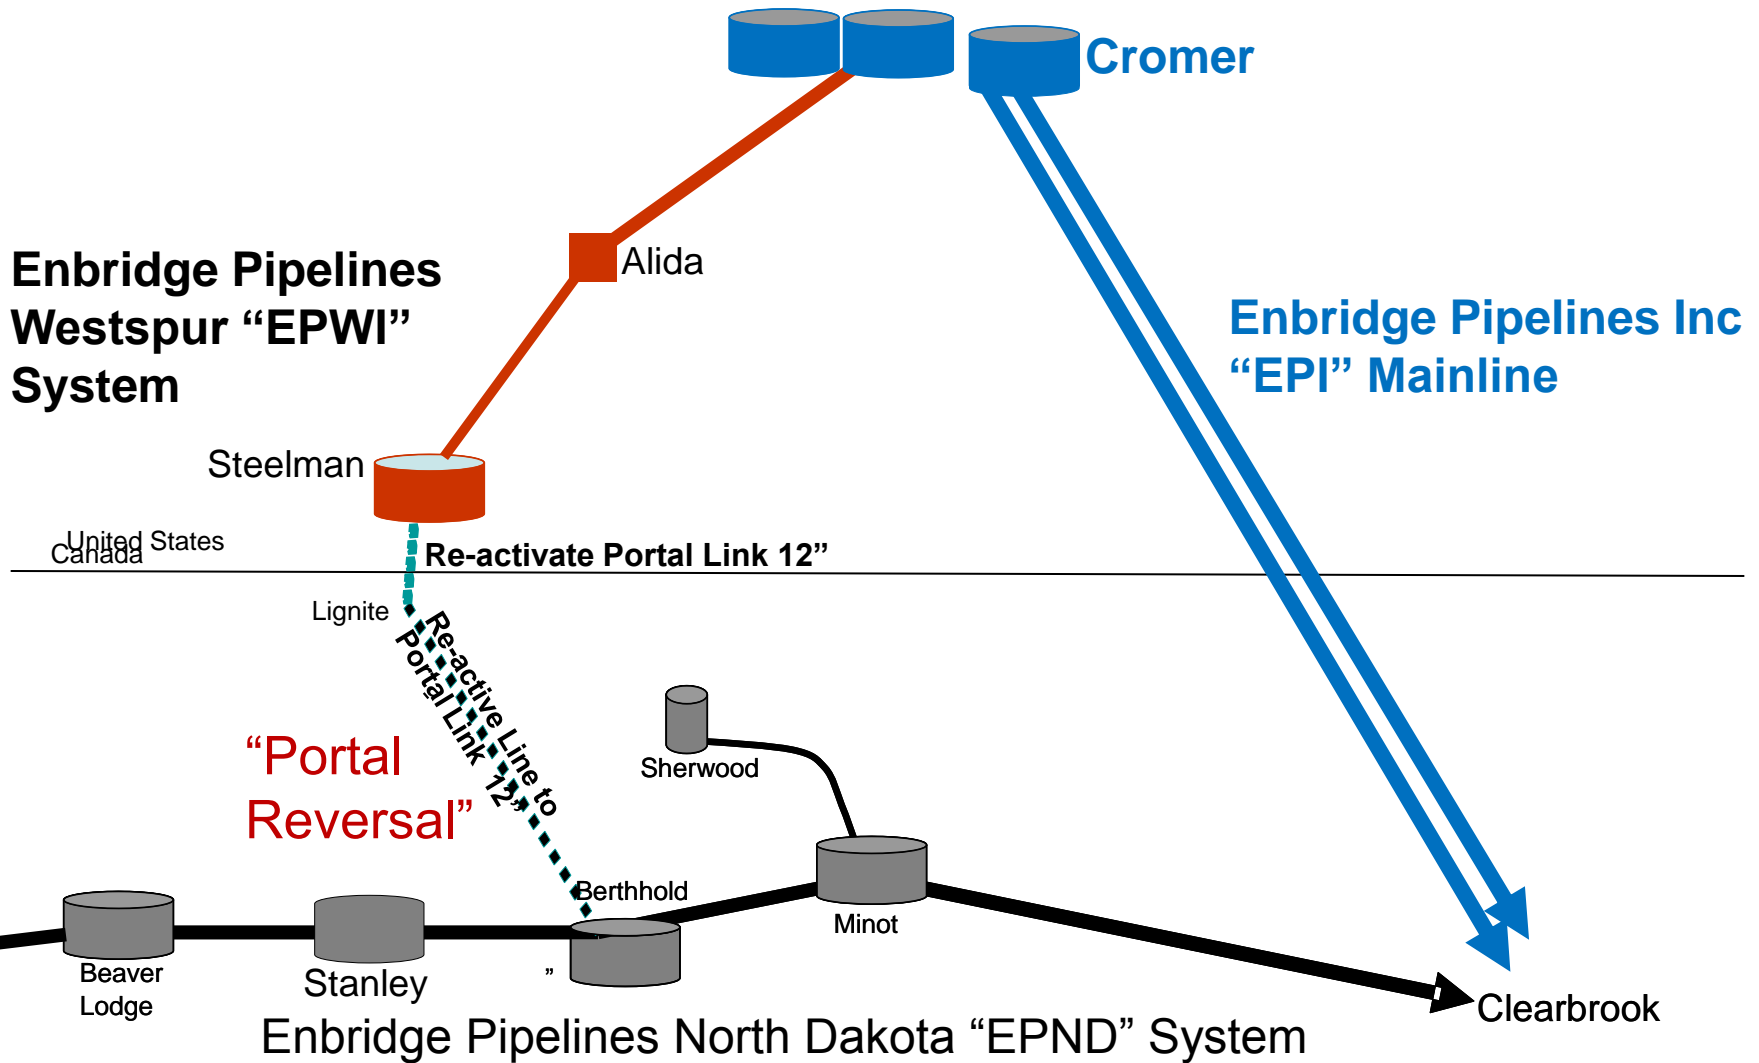 Cromer
Alida
Enbridge Pipelines
Westspur “EPWI”
System
Enbridge Pipelines Inc
“EPI” Mainline
Steelman
United States
Canada
Re-activate Portal Link 12”
Lignite
Re-active Line to
Portal Link 12”
“Portal
Reversal”
Sherwood
Berthhold
Minot
Beaver
Lodge
Stanley
”
Clearbrook
Enbridge Pipelines North Dakota “EPND” System